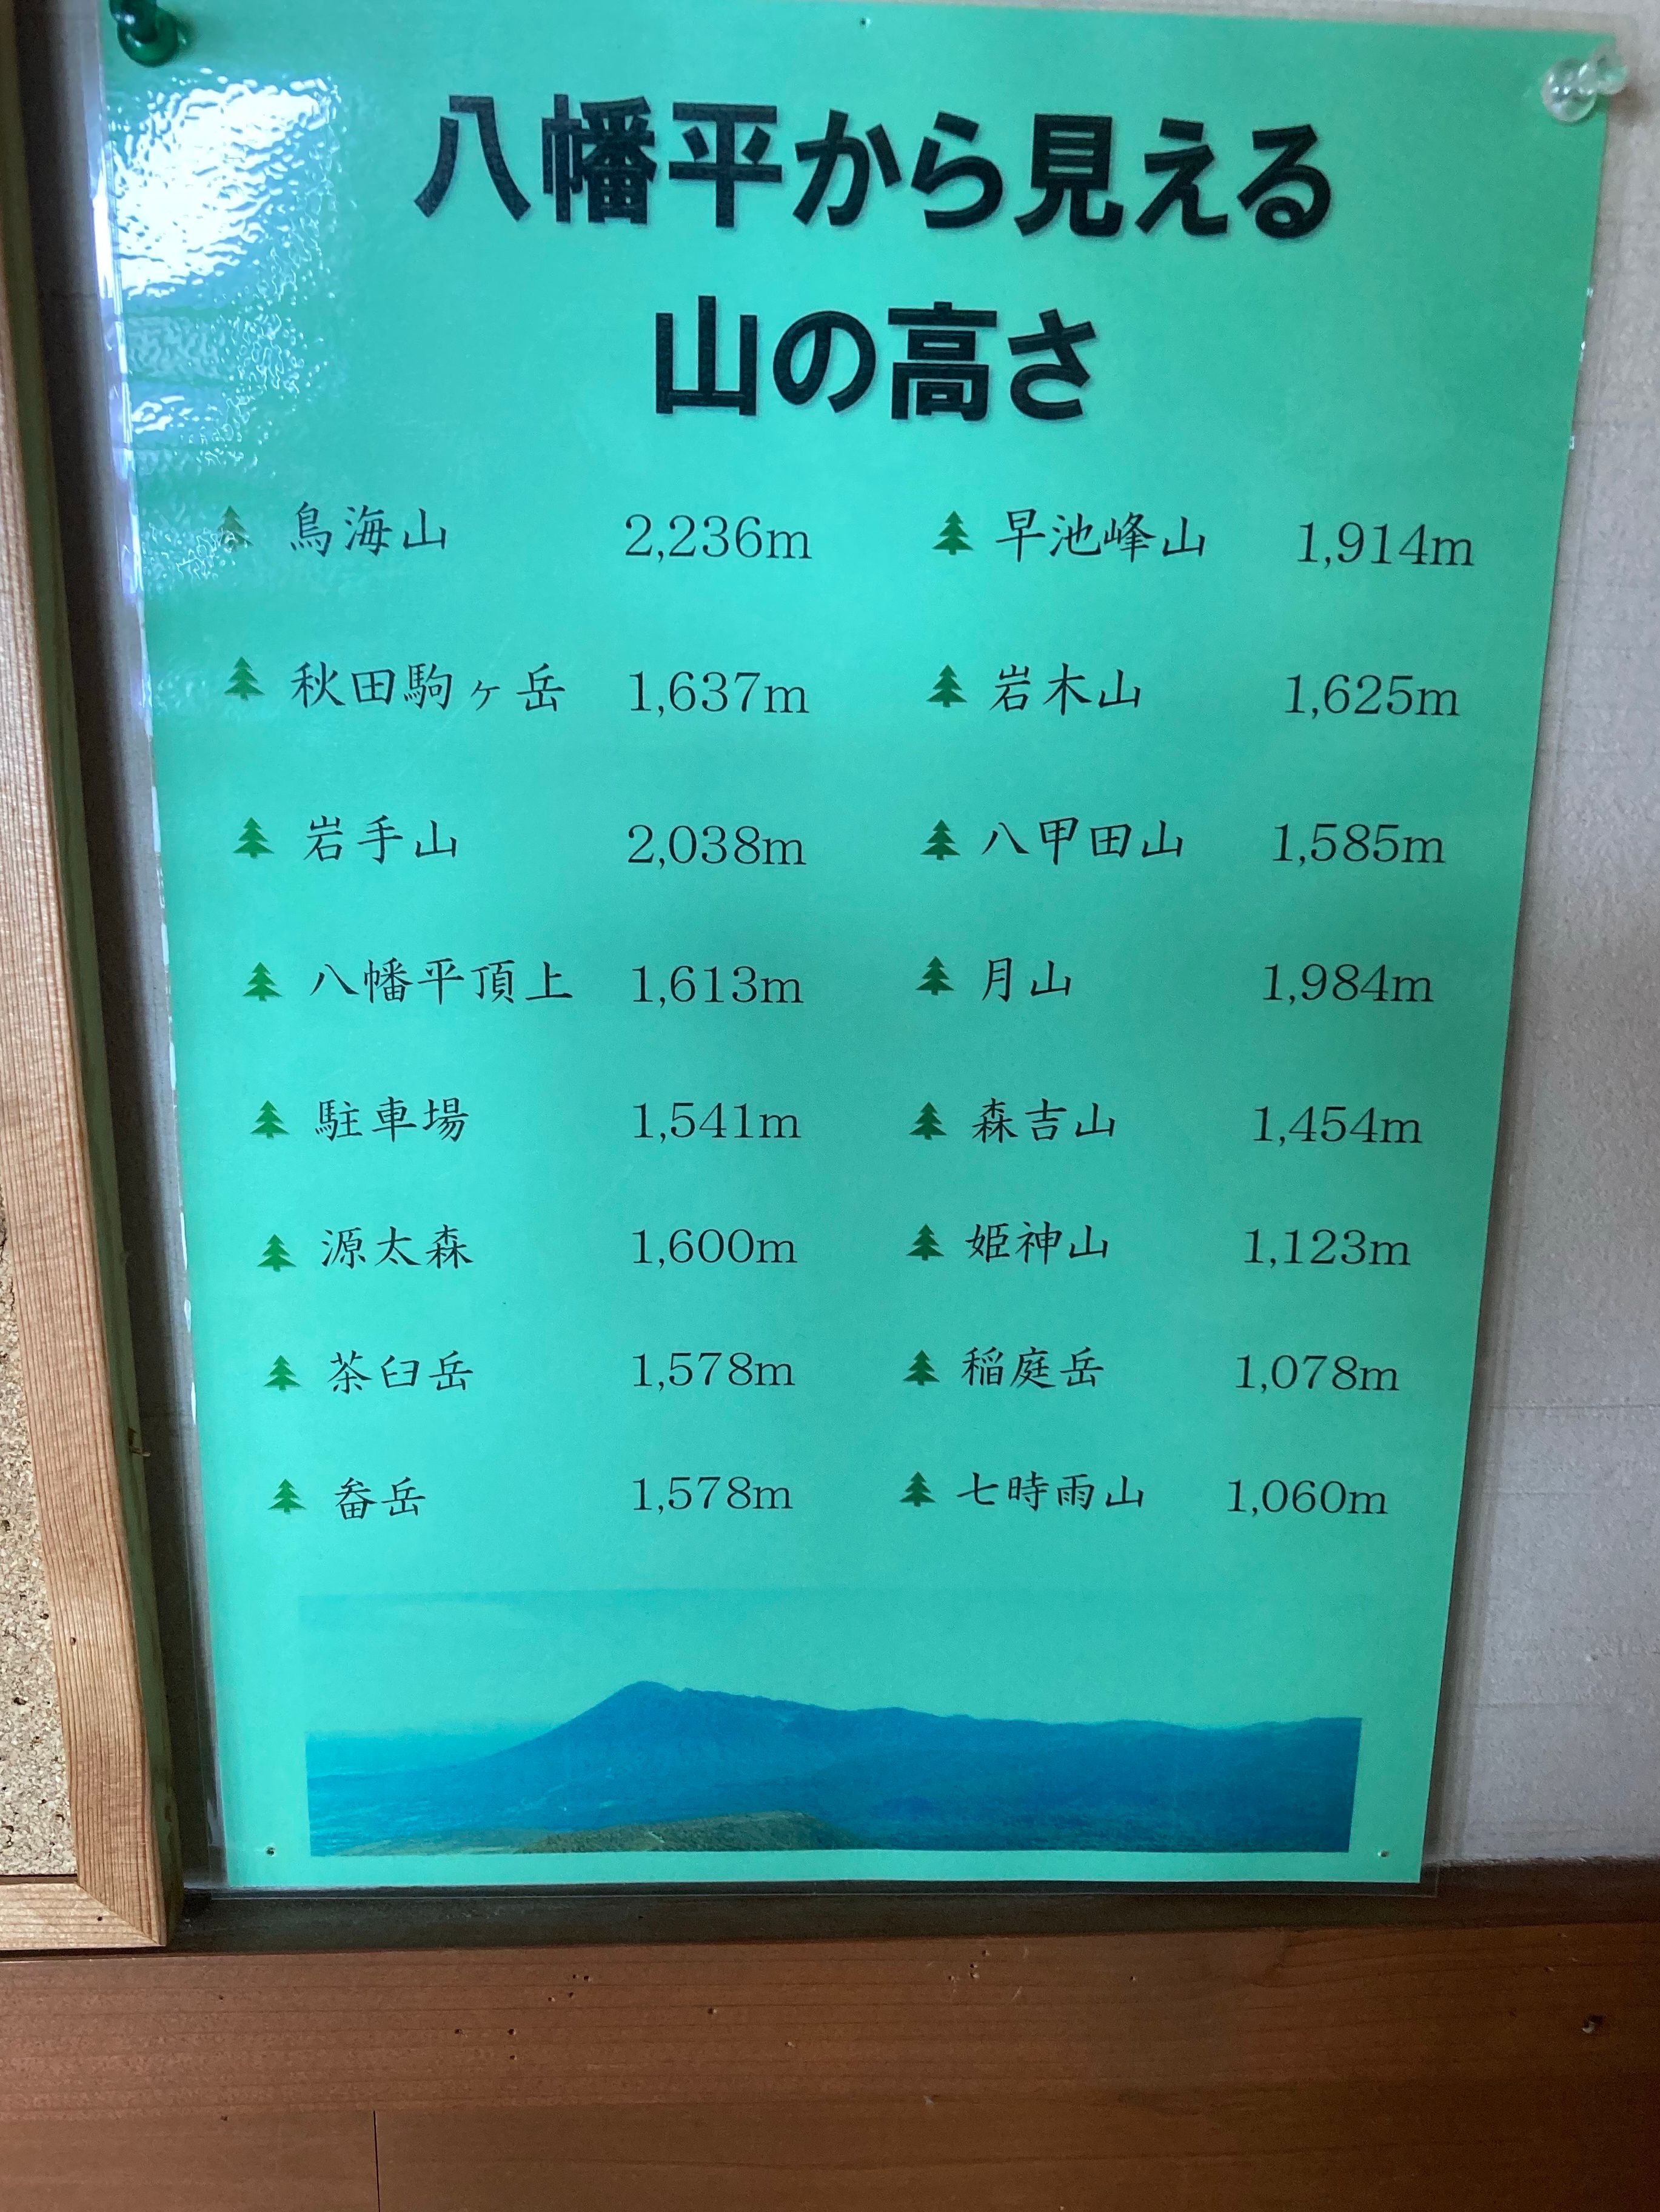 八幡平から見える
山の高さ
鳥海山 2,236m 早池峰山 1,914m
秋田駒ヶ岳 1,637m 岩木山 1,625m
岩手山 2,038m 八甲田山 1,585m
八幡平頂上 1,613m 月山 1,984m
駐車場 1,541m 森吉山 1,454m
源太森 1,600m 姫神山 1,123m
茶臼岳 1,578m 稲庭岳 1,078m
畚岳 1,578m 七時雨山 1,060m